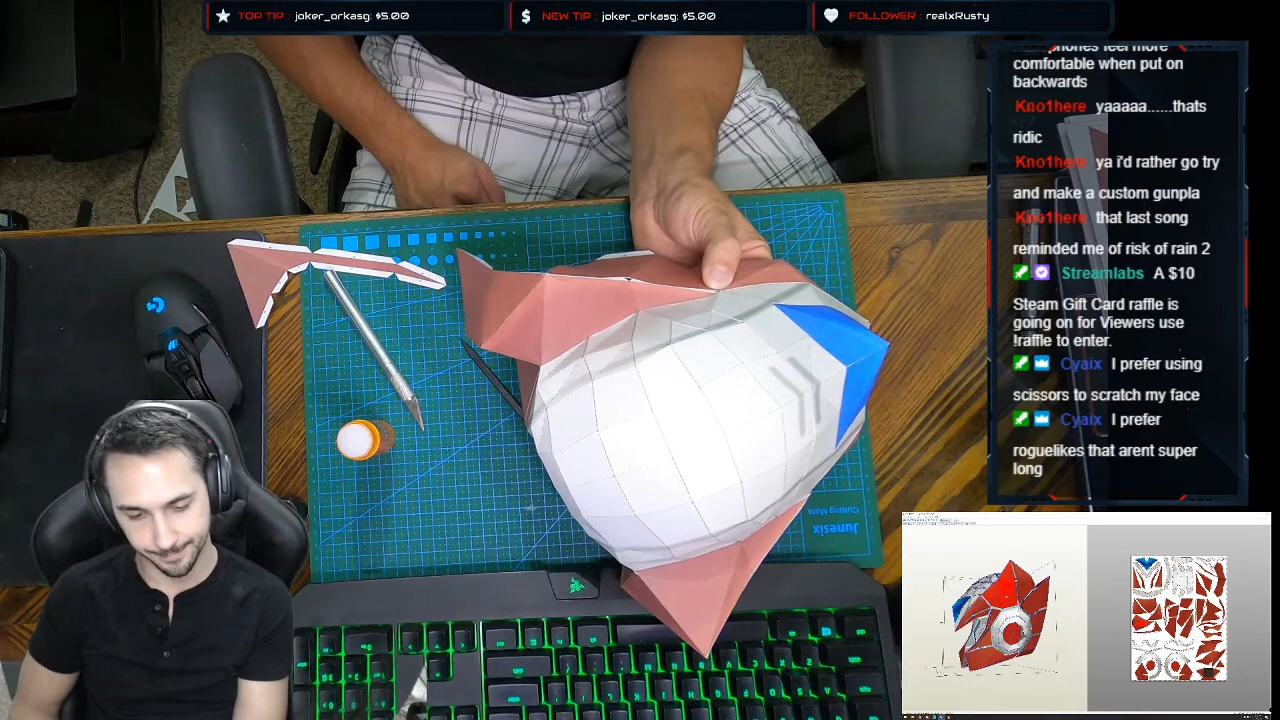 TOP TIP : joker_orkasg: $5.00
NEW TIP : joker_orkasg: $5.00
FOLLOWER : realxRusty
phones feel more
comfortable when put on
backwards
Kno1here yaaaaa......thats
ridic
Kno1here ya i'd rather go try
and make a custom gunpla
Kno1here that last song
reminded me of risk of rain 2
Streamlabs A $10
Steam Gift Card raffle is
going on for Viewers use
!raffle to enter.
Cyaix I prefer using
scissors to scratch my face
Cyaix I prefer
roguelikes that arent super
long
Junesix
Cutting Mats